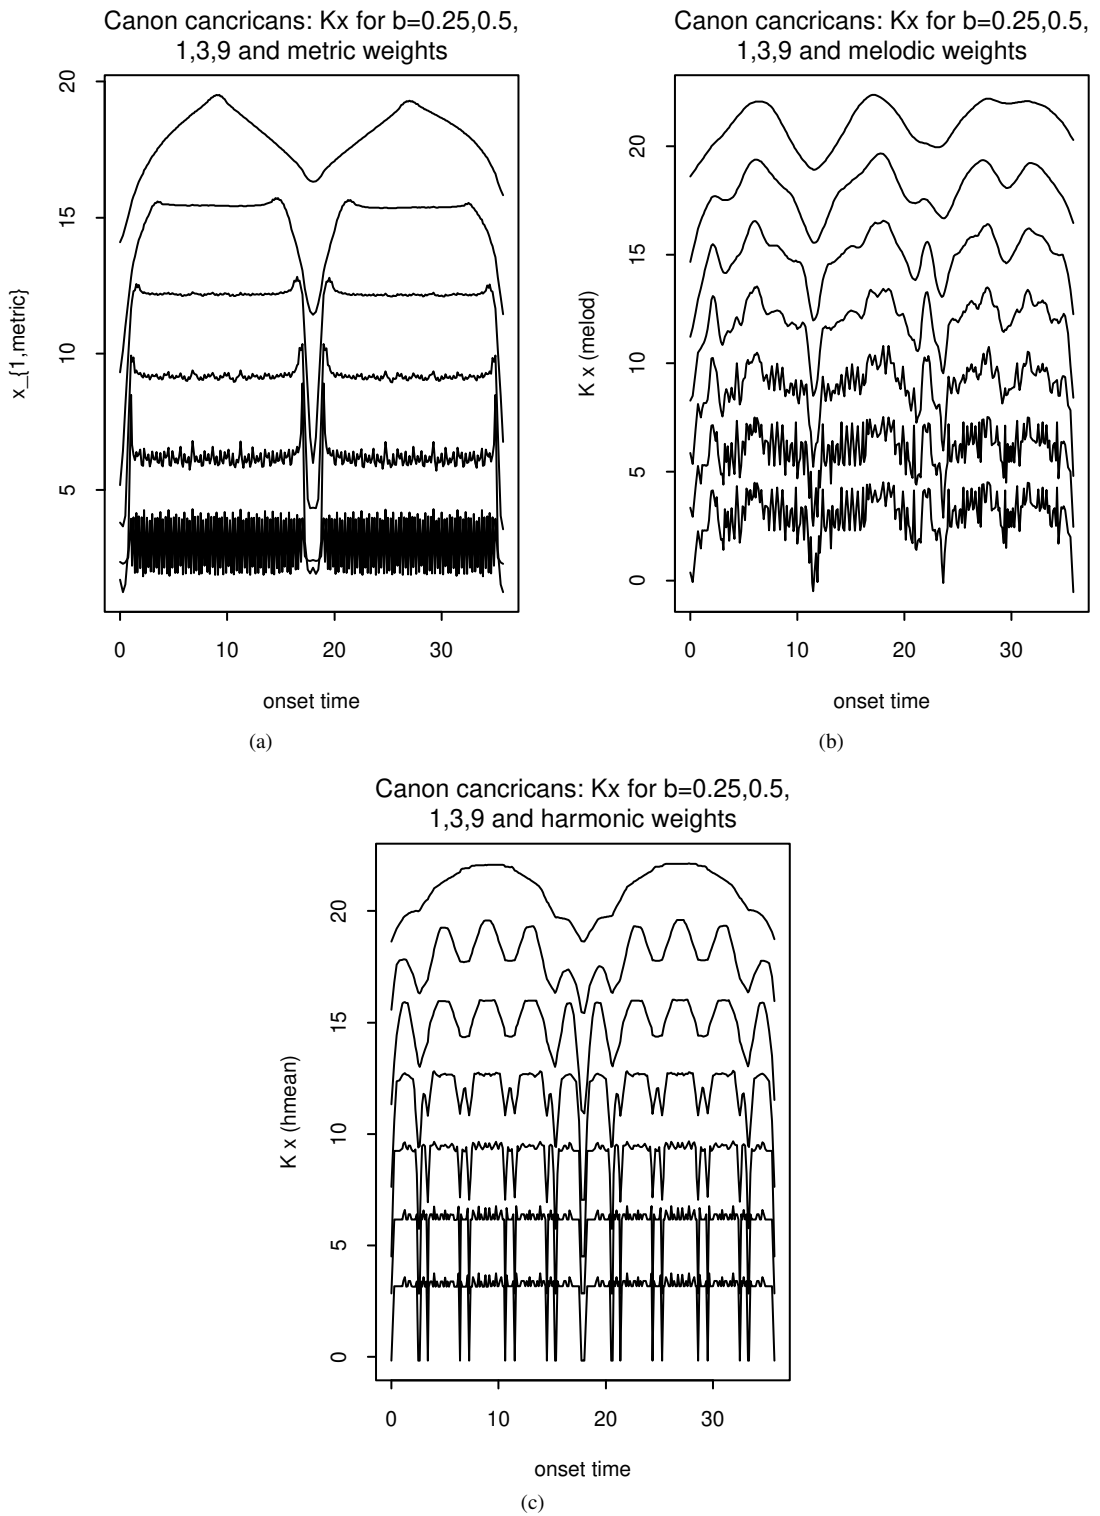 Canon cancricans: Kx for b=0.25,0.5,
1,3,9 and metric weights
x_{1,metric}
20
15
10
5
0 10 20 30
onset time
(a)
Canon cancricans: Kx for b=0.25,0.5,
1,3,9 and melodic weights
K x (melod)
20
15
10
5
0
0 10 20 30
onset time
(b)
Canon cancricans: Kx for b=0.25,0.5,
1,3,9 and harmonic weights
K x (hmean)
20
15
10
5
0
0 10 20 30
onset time
(c)